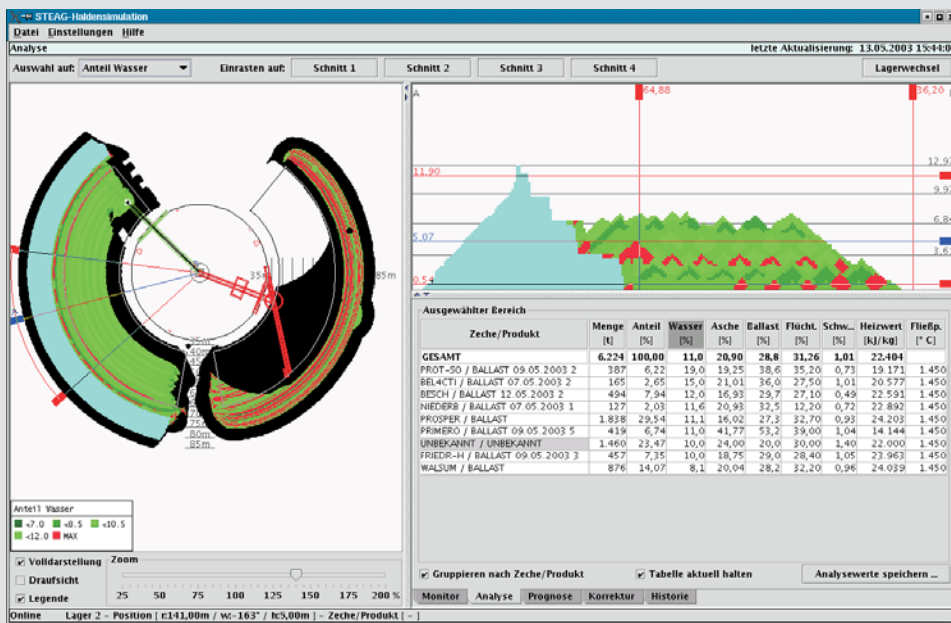 STEAG-Haldensimulation
Datei Einstellungen Hilfe
Analyse letzte Aktualisierung: 13.05.2003 15:44:0
Auswahl auf: Anteil Wasser Einrasten auf: Schnitt 1 Schnitt 2 Schnitt 3 Schnitt 4 Lagerwechsel
A 64,88 36,20
12,93
11,90
9,92
6,84
5,07
3,6
0,54
35m 85m
A
35m
40m
45m
75m
80m
85m
Ausgewählter Bereich
Zeche/Produkt Menge [t] Anteil [%] Wasser [%] Asche [%] Ballast [%] Flücht. [%] Schw... [%] Heizwert [kJ/kg] Fließp. [° C]
GESAMT 6.224 100,00 11,0 20,90 28,8 31,26 1,01 22.404
PROT-SO / BALLAST 09.05.2003 2 387 6,22 19,0 19,25 38,6 35,20 0,73 19.171 1.450
BEL4CTI / BALLAST 07.05.2003 2 165 2,65 15,0 21,01 36,0 27,50 1,01 20.577 1.450
BESCH / BALLAST 12.05.2003 2 494 7,94 12,0 16,93 29,7 27,10 0,49 22.591 1.450
NIEDERB / BALLAST 07.05.2003 1 127 2,03 11,6 20,93 32,5 12,20 0,72 22.892 1.450
PROSPER / BALLAST 1.838 29,54 11,1 16,02 27,3 32,70 0,93 24.203 1.450
PRIMERO / BALLAST 09.05.2003 5 419 6,74 11,0 41,77 53,2 39,00 1,04 14.144 1.450
UNBEKANNT / UNBEKANNT 1.460 23,47 10,0 24,00 20,0 30,00 1,40 22.000 1.450
FRIEDR-H / BALLAST 09.05.2003 3 457 7,35 10,0 18,75 29,0 28,40 1,05 23.963 1.450
WALSUM / BALLAST 876 14,07 8,1 20,04 28,2 32,20 0,96 24.039 1.450
Anteil Wasser
<7.0 <8.5 <10.5
<12.0 MAX
Volldarstellung
Draufsicht
Legende
Zoom
25 50 75 100 125 150 175 200 %
Gruppieren nach Zeche/Produkt Tabelle aktuell halten Analysewerte speichern ...
Monitor Analyse Prognose Korrektur Historie
Online Lager 2 - Position [ r:141,00m / w:-163° / h:5,00m ] - Zeche/Produkt [ - ]